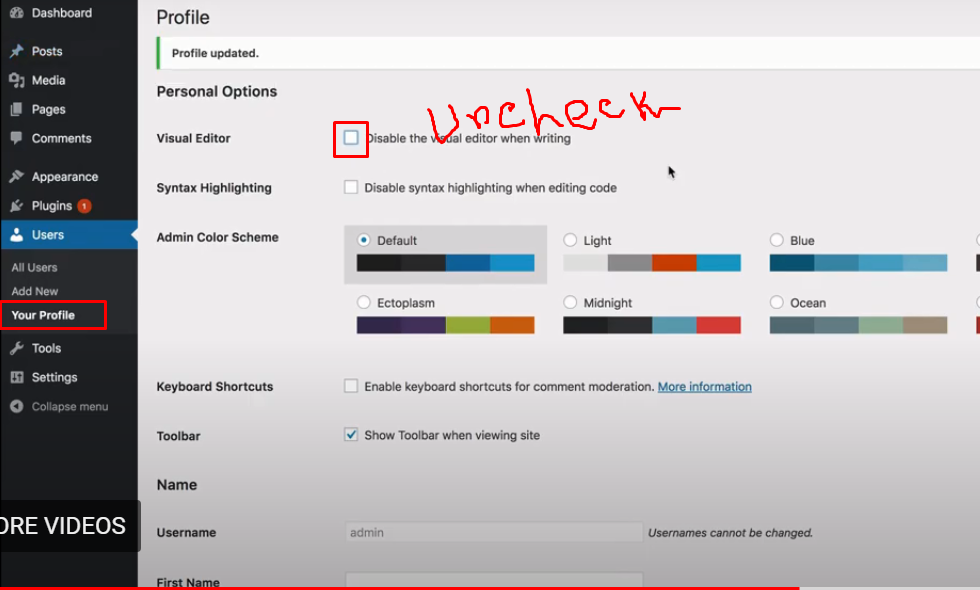 Dashboard
Posts
Media
Pages
Comments
Appearance
Plugins 1
Users
All Users
Add New
Your Profile
Tools
Settings
Collapse menu
ORE VIDEOS
Profile
Profile updated.
Personal Options
uncheck
Visual Editor Disable the visual editor when writing
Syntax Highlighting Disable syntax highlighting when editing code
Admin Color Scheme Default Light Blue
Ectoplasm Midnight Ocean
Keyboard Shortcuts Enable keyboard shortcuts for comment moderation. More information
Toolbar Show Toolbar when viewing site
Name
Username admin Usernames cannot be changed.
First Name